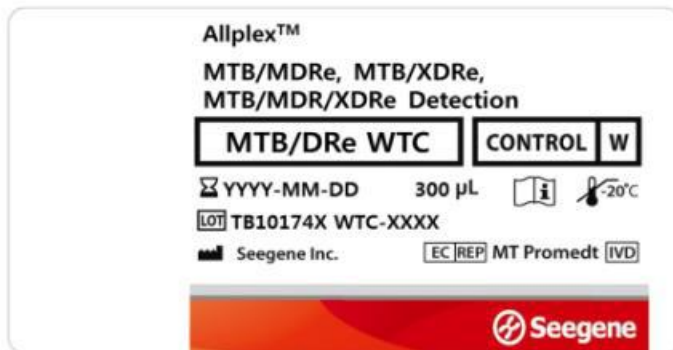 Allplex™
MTB/MDRe, MTB/XDRe,
MTB/MDR/XDRe Detection
MTB/DRe WTC CONTROL W
YYYY-MM-DD 300 µL i -20°C
LOT TB10174X WTC-XXXX
Seegene Inc. EC REP MT Promedt IVD
Seegene